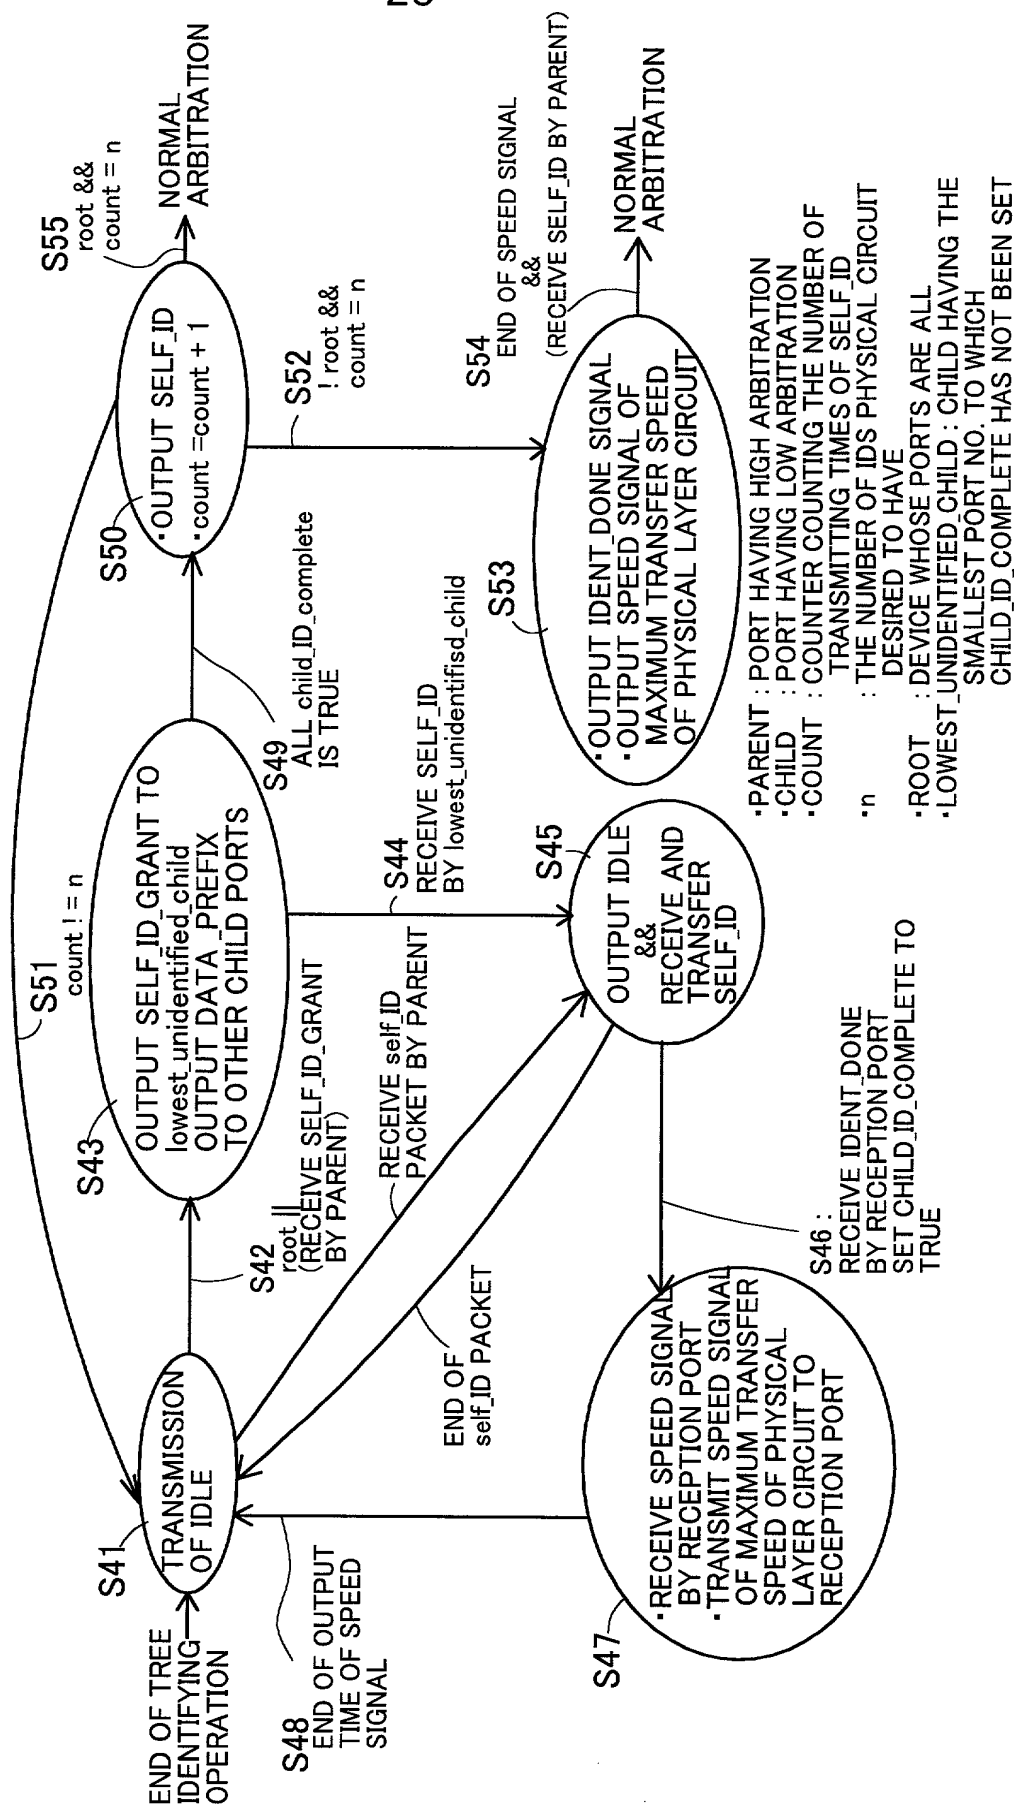 END OF TREE
IDENTIFYING
OPERATION
S41
TRANSMISSION
OF IDLE
S42
root ||
(RECEIVE SELF_ID_GRANT
BY PARENT)
S43
OUTPUT SELF_ID_GRANT TO
lowest_unidentified_child
OUTPUT DATA_PREFIX
TO OTHER CHILD PORTS
S51
count ! = n
S49
ALL child_ID_complete
IS TRUE
S50
・OUTPUT SELF_ID
・count =count + 1
S55
root &&
count = n
NORMAL
ARBITRATION
S52
! root &&
count = n
S44
RECEIVE SELF_ID
BY lowest_unidentifisd_child
RECEIVE self_ID
PACKET BY PARENT
END OF
self_ID PACKET
S45
OUTPUT IDLE
&&
RECEIVE AND
TRANSFER
SELF_ID
S46 :
RECEIVE IDENT_DONE
BY RECEPTION PORT
SET CHILD_ID_COMPLETE TO
TRUE
S47
・RECEIVE SPEED SIGNAL
BY RECEPTION PORT
・TRANSMIT SPEED SIGNAL
OF MAXIMUM TRANSFER
SPEED OF PHYSICAL
LAYER CIRCUIT TO
RECEPTION PORT
S48
END OF OUTPUT
TIME OF SPEED
SIGNAL
S53
・OUTPUT IDENT_DONE SIGNAL
・OUTPUT SPEED SIGNAL OF
MAXIMUM TRANSFER SPEED
OF PHYSICAL LAYER CIRCUIT
S54
END OF SPEED SIGNAL
&&
(RECEIVE SELF_ID BY PARENT)
NORMAL
ARBITRATION
・PARENT : PORT HAVING HIGH ARBITRATION
・CHILD : PORT HAVING LOW ARBITRATION
・COUNT : COUNTER COUNTING THE NUMBER OF
TRANSMITTING TIMES OF SELF_ID
・n : THE NUMBER OF IDS PHYSICAL CIRCUIT
DESIRED TO HAVE
・ROOT : DEVICE WHOSE PORTS ARE ALL
・LOWEST_UNIDENTIFIED_CHILD : CHILD HAVING THE
SMALLEST PORT NO. TO WHICH
CHILD_ID_COMPLETE HAS NOT BEEN SET